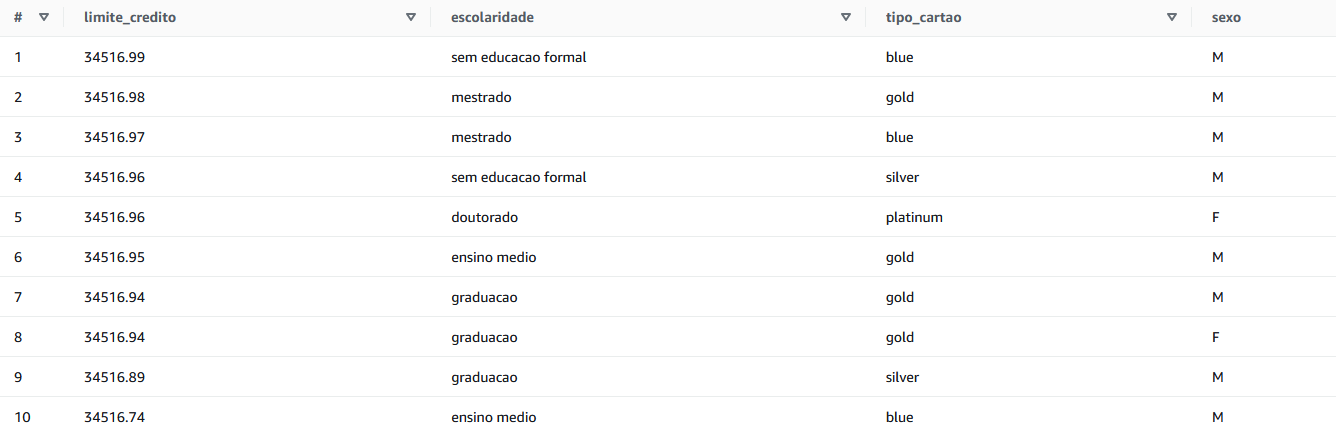 # limite_credito escolaridade tipo_cartao sexo
1 34516.99 sem educacao formal blue M
2 34516.98 mestrado gold M
3 34516.97 mestrado blue M
4 34516.96 sem educacao formal silver M
5 34516.96 doutorado platinum F
6 34516.95 ensino medio gold M
7 34516.94 graduacao gold M
8 34516.94 graduacao gold F
9 34516.89 graduacao silver M
10 34516.74 ensino medio blue M